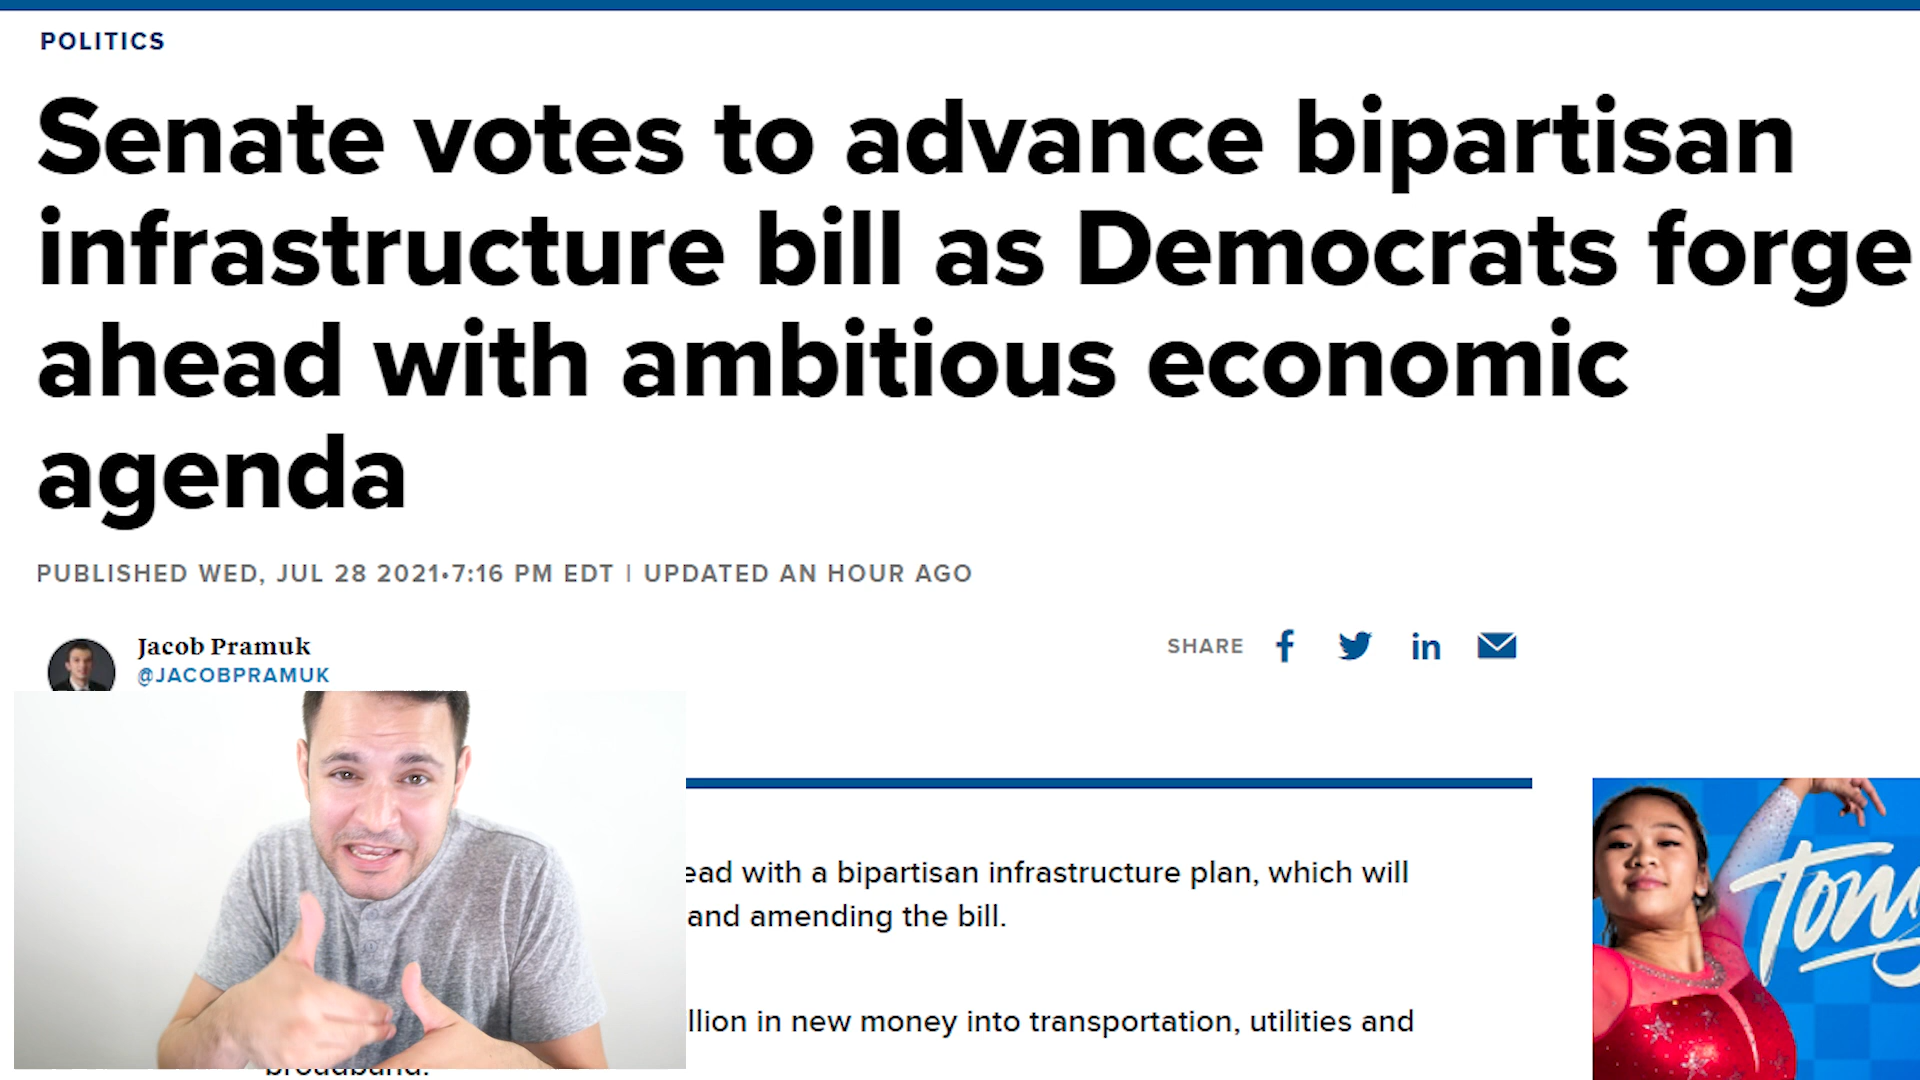 POLITICS
Senate votes to advance bipartisan
infrastructure bill as Democrats forge
ahead with ambitious economic
agenda
PUBLISHED WED, JUL 28 2021•7:16 PM EDT | UPDATED AN HOUR AGO
Jacob Pramuk
@JACOBPRAMUK
SHARE
in
ead with a bipartisan infrastructure plan, which will
and amending the bill.
llion in new money into transportation, utilities and
broadband.